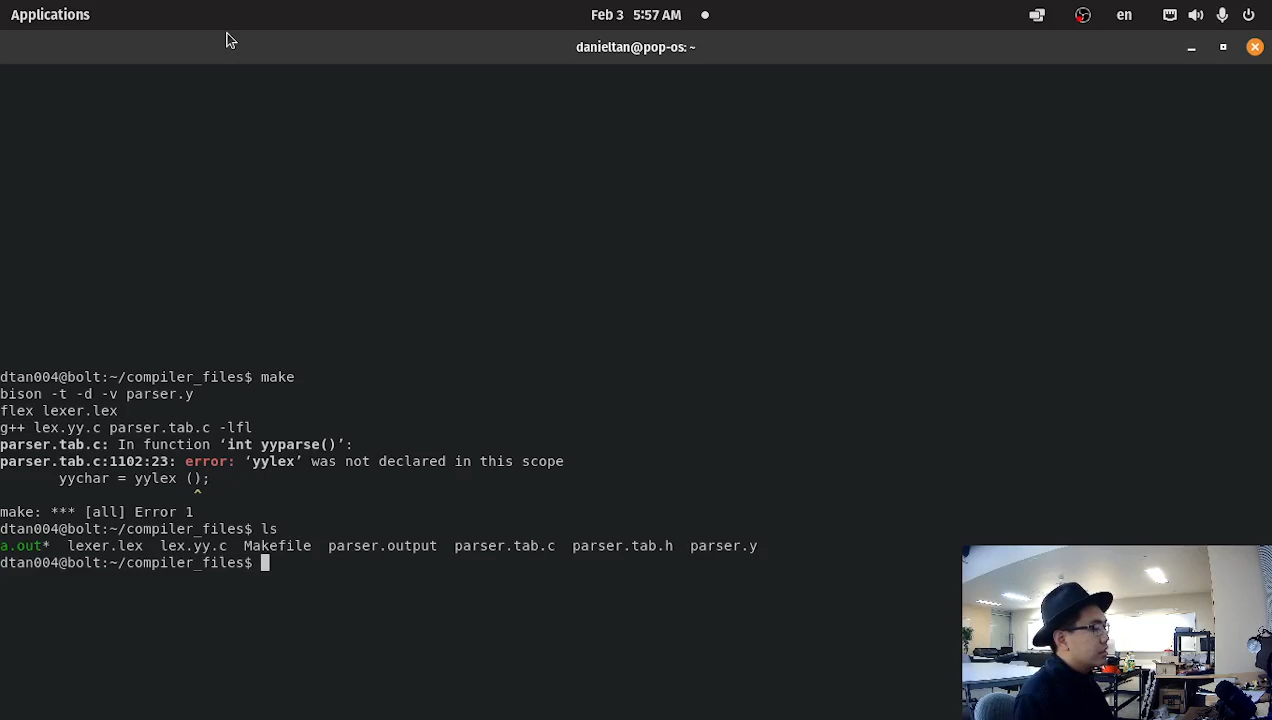 Applications
Feb 3 5:57 AM
en
danieltan@pop-os: ~
dtan004@bolt:~/compiler_files$ make
bison -t -d -v parser.y
flex lexer.lex
g++ lex.yy.c parser.tab.c -lfl
parser.tab.c: In function ‘int yyparse()’:
parser.tab.c:1102:23: error: ‘yylex’ was not declared in this scope
yychar = yylex ();
^
make: *** [all] Error 1
dtan004@bolt:~/compiler_files$ ls
a.out* lexer.lex lex.yy.c Makefile parser.output parser.tab.c parser.tab.h parser.y
dtan004@bolt:~/compiler_files$